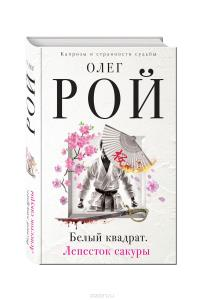 Капризы и странности судьбы
ОЛЕГ
РОЙ
Белый квадрат.
Лепесток сакуры